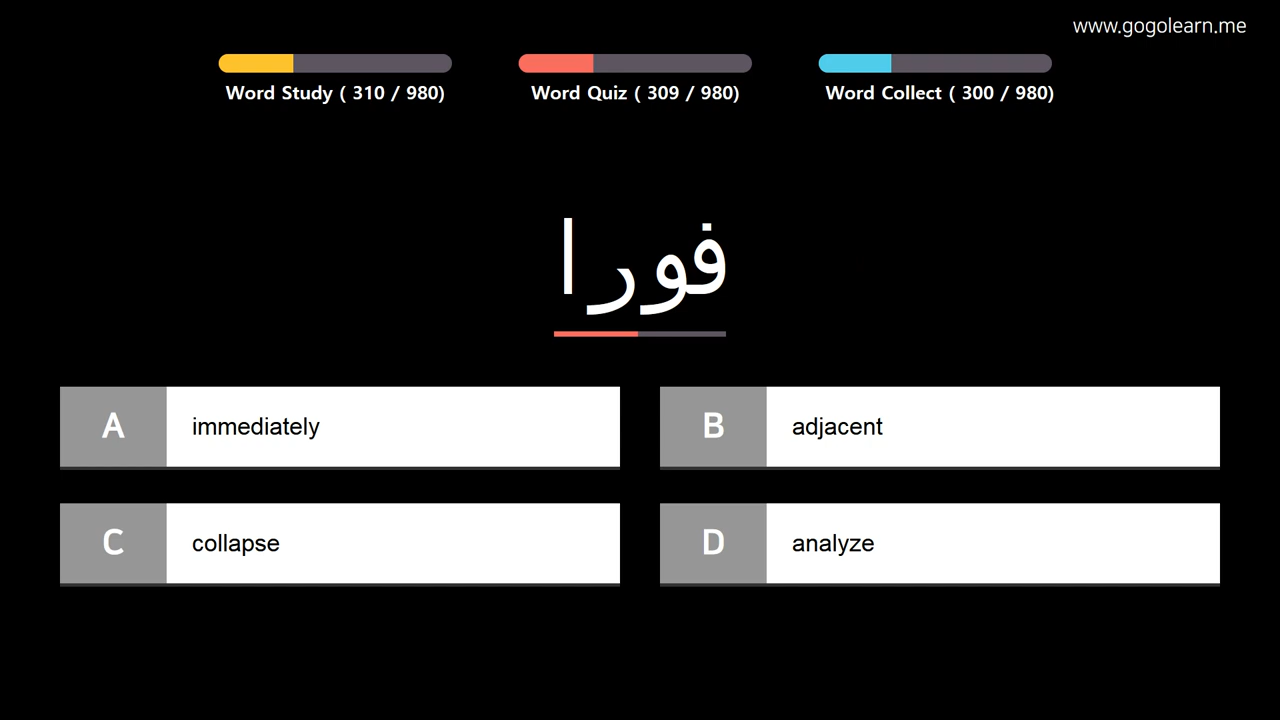 www.gogolearn.me
Word Study ( 310 / 980)
Word Quiz ( 309 / 980)
Word Collect ( 300 / 980)
فورا
A immediately
B adjacent
C collapse
D analyze